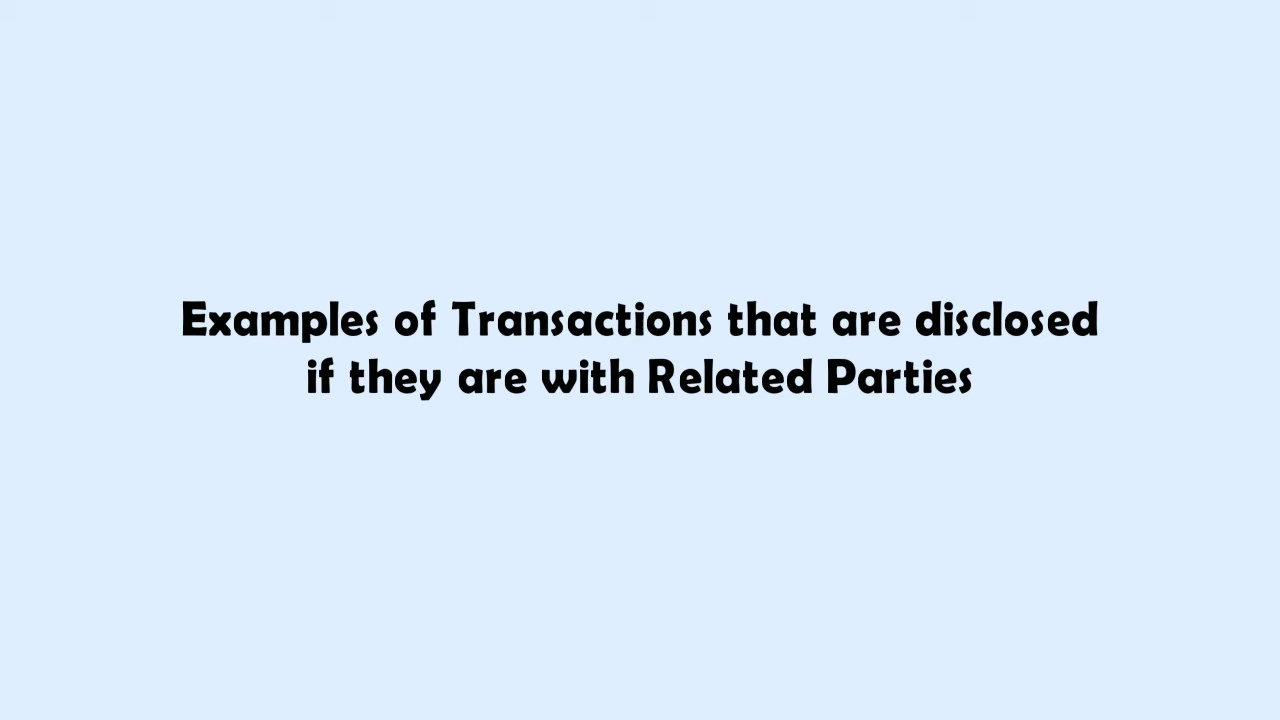 Examples of Transactions that are disclosed
if they are with Related Parties